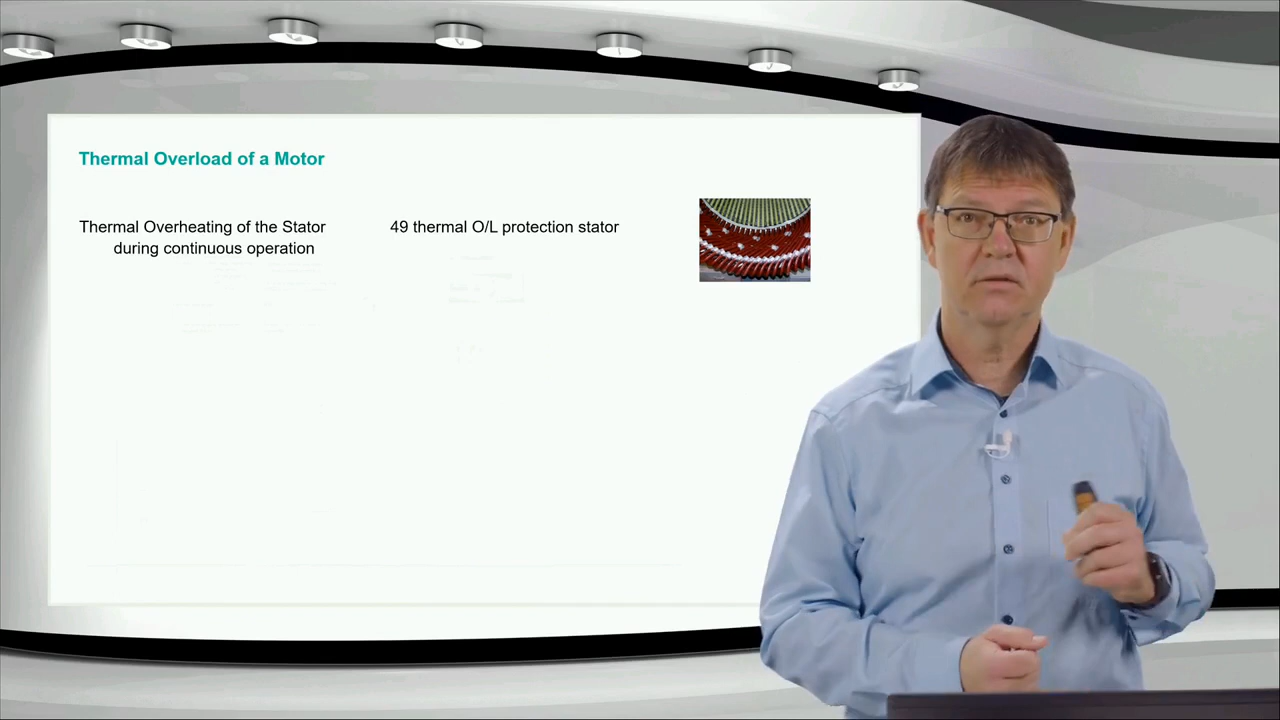 Thermal Overload of a Motor
Thermal Overheating of the Stator
during continuous operation
49 thermal O/L protection stator